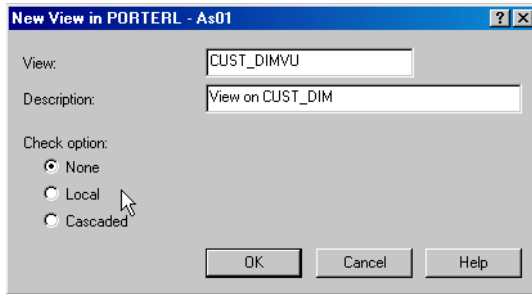 New View in PORTERL - As01
View: CUST_DIMVU
Description: View on CUST_DIM
Check option:
None
Local
Cascaded
OK Cancel Help